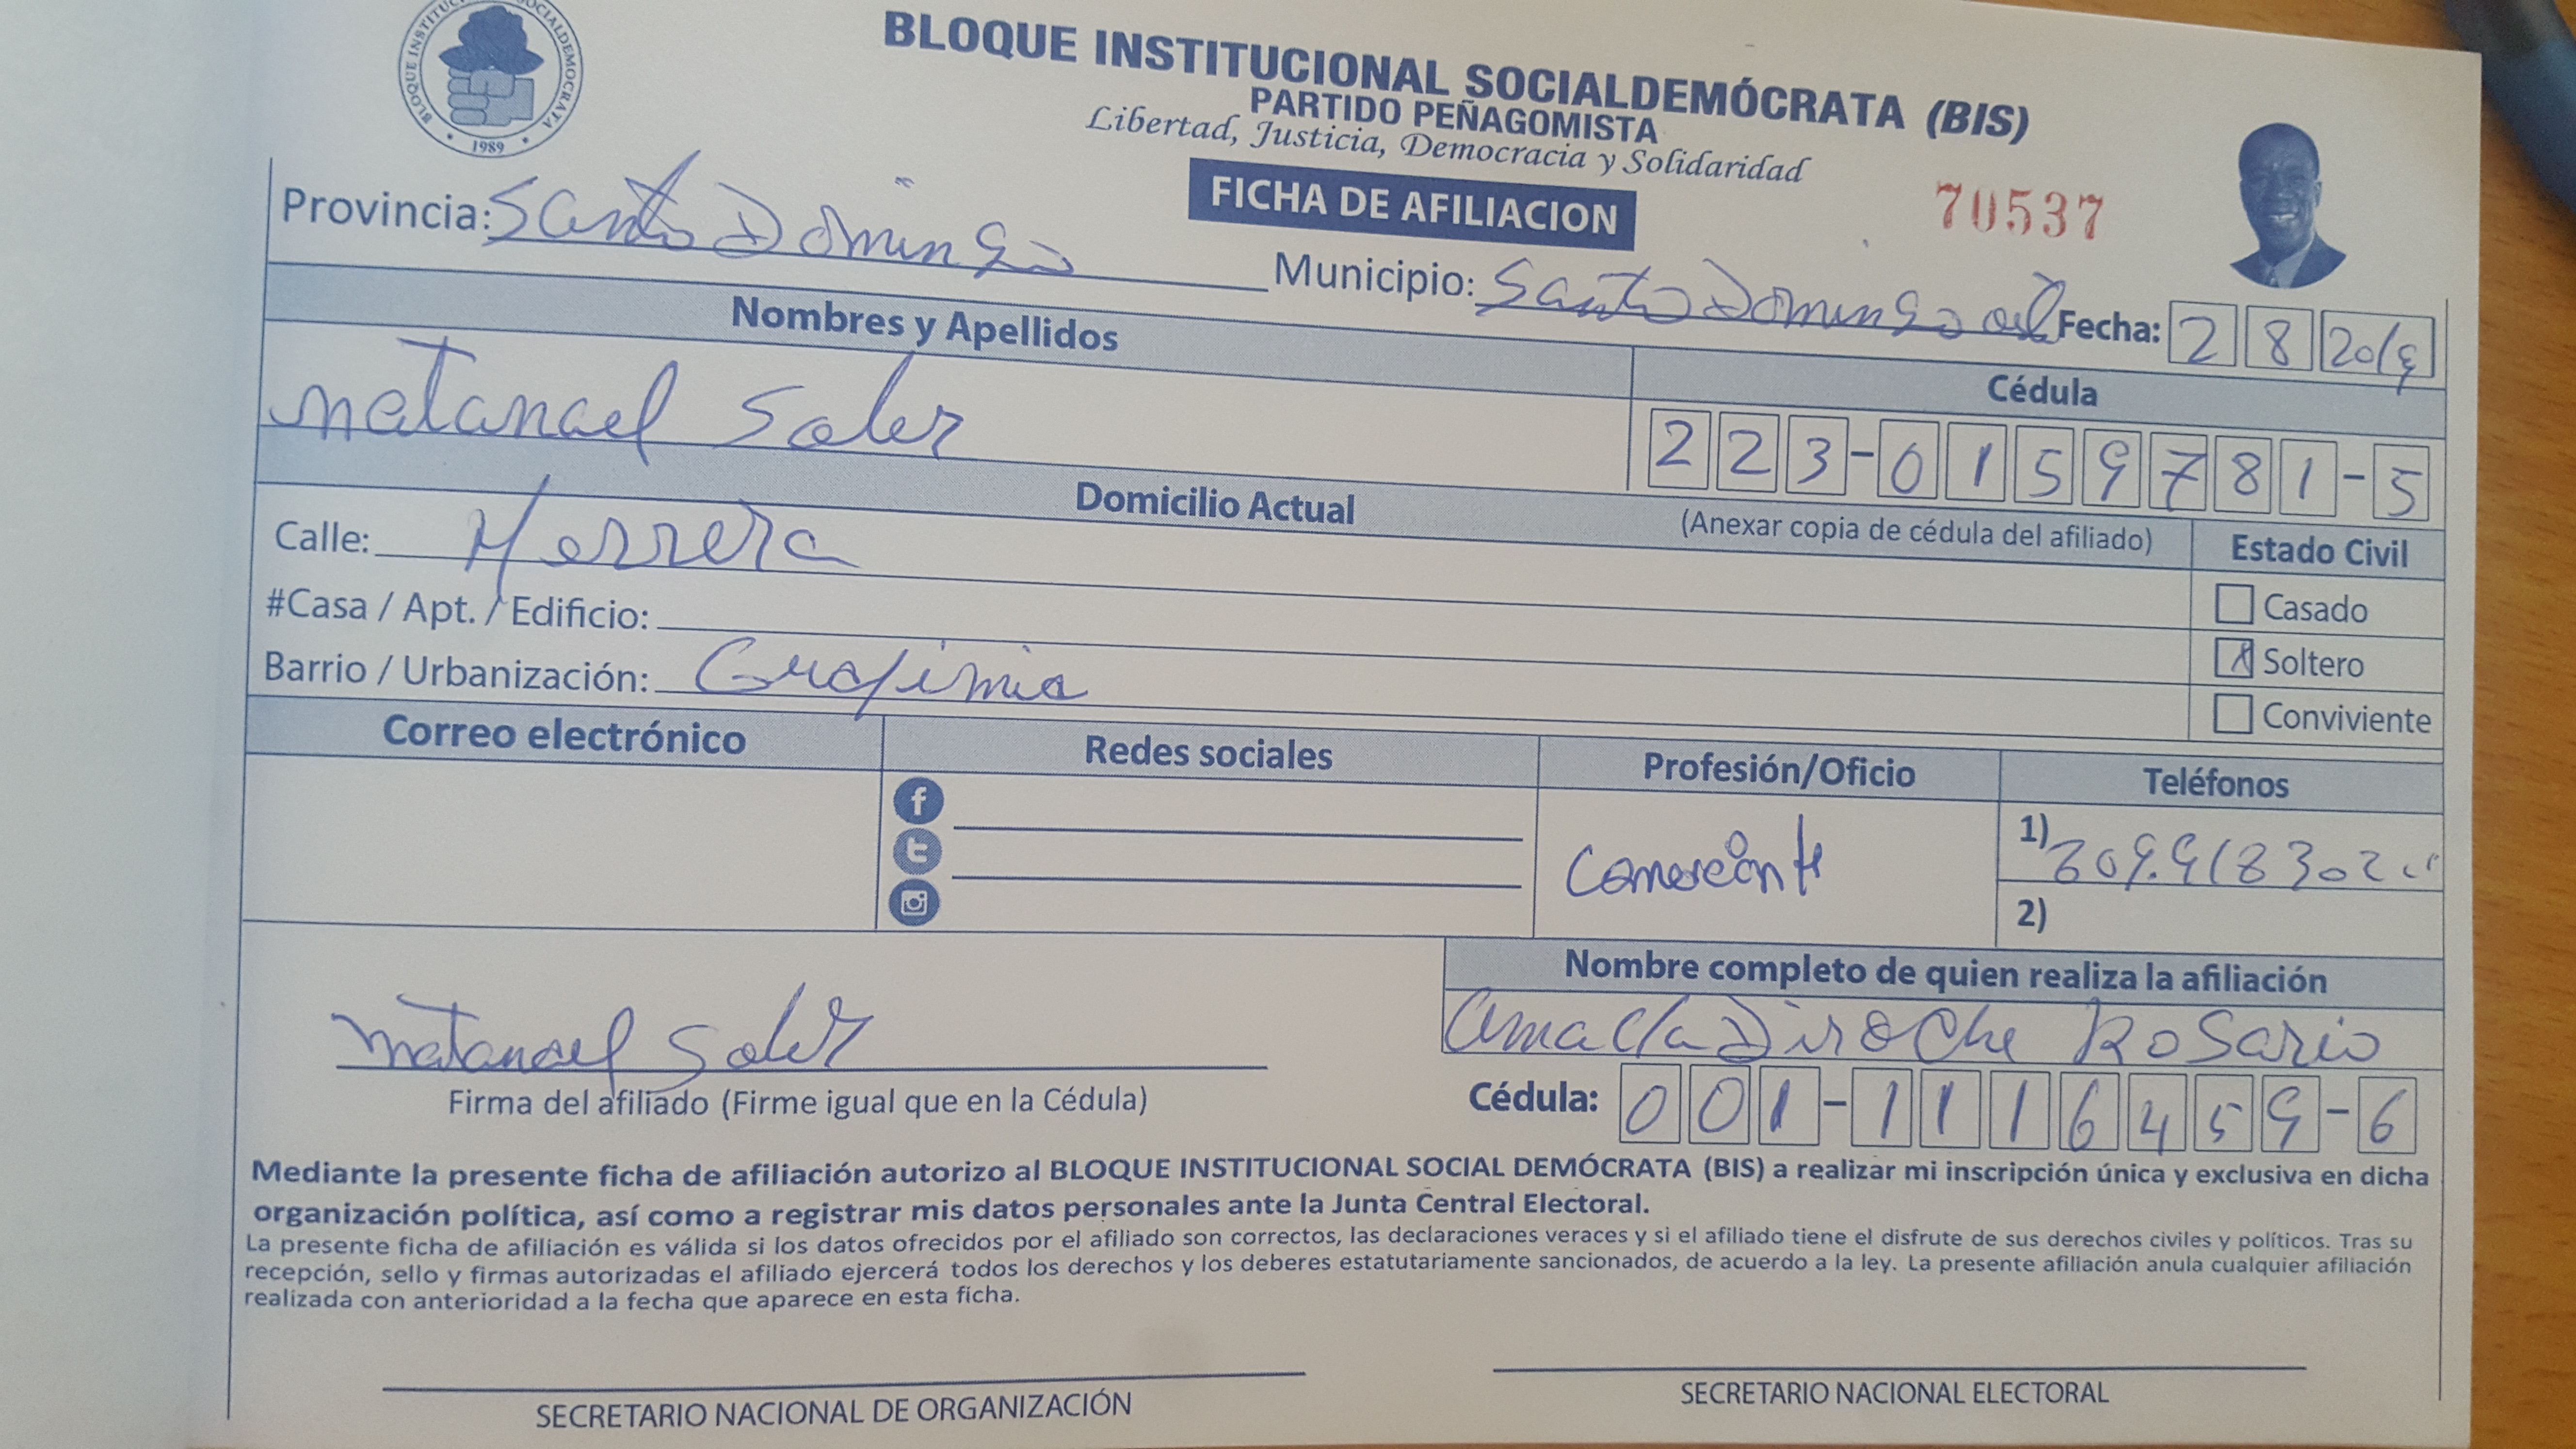 BLOQUE INSTITUCIONAL SOCIALDEMOCRATA
1989
BLOQUE INSTITUCIONAL SOCIALDEMÓCRATA (BIS)
PARTIDO PEÑAGOMISTA
Libertad, Justicia, Democracia y Solidaridad
FICHA DE AFILIACION
70537
Provincia: Santo Domingo Municipio: Santo Domingo Fecha: 2 8 2019
Nombres y Apellidos
Cédula
natanael Soler
223-0159781-5
Domicilio Actual
(Anexar copia de cédula del afiliado)
Estado Civil
Calle: Herrera
Casado
#Casa / Apt. / Edificio:
Soltero
Barrio / Urbanización:
Conviviente
Correo electrónico
Redes sociales
Profesión/Oficio
Teléfonos
f
t
1) 809.918302
2)
Nombre completo de quien realiza la afiliación
Rosario
natanael Soler
Firma del afiliado (Firme igual que en la Cédula)
Cédula: 001-1116459-6
Mediante la presente ficha de afiliación autorizo al BLOQUE INSTITUCIONAL SOCIAL DEMÓCRATA (BIS) a realizar mi inscripción única y exclusiva en dicha
organización política, así como a registrar mis datos personales ante la Junta Central Electoral.
La presente ficha de afiliación es válida si los datos ofrecidos por el afiliado son correctos, las declaraciones veraces y si el afiliado tiene el disfrute de sus derechos civiles y políticos. Tras su
recepción, sello y firmas autorizadas el afiliado ejercerá todos los derechos y los deberes estatutariamente sancionados, de acuerdo a la ley. La presente afiliación anula cualquier afiliación
realizada con anterioridad a la fecha que aparece en esta ficha.
SECRETARIO NACIONAL DE ORGANIZACIÓN
SECRETARIO NACIONAL ELECTORAL